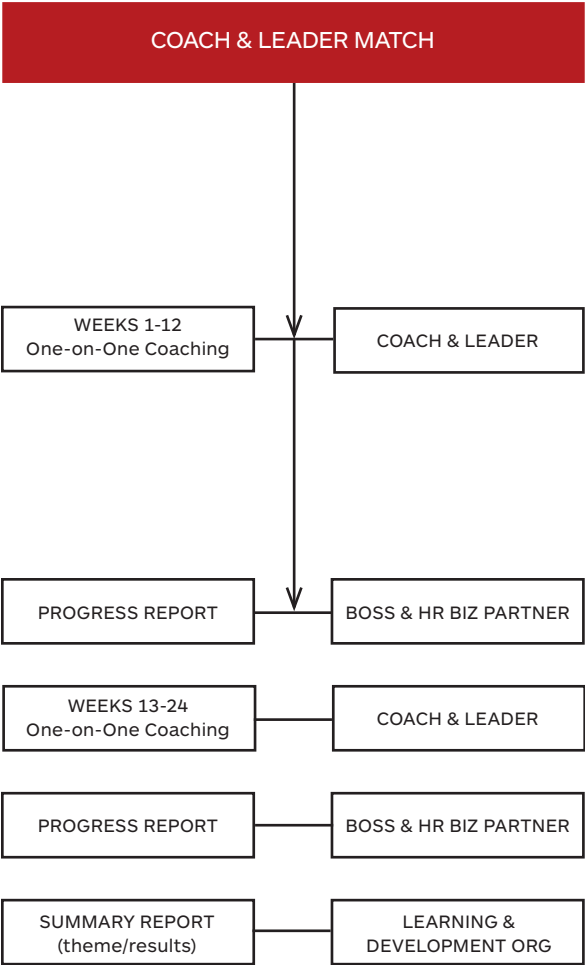 COACH & LEADER MATCH
WEEKS 1-12
One-on-One Coaching
COACH & LEADER
PROGRESS REPORT
BOSS & HR BIZ PARTNER
WEEKS 13-24
One-on-One Coaching
COACH & LEADER
PROGRESS REPORT
BOSS & HR BIZ PARTNER
SUMMARY REPORT
(theme/results)
LEARNING &
DEVELOPMENT ORG